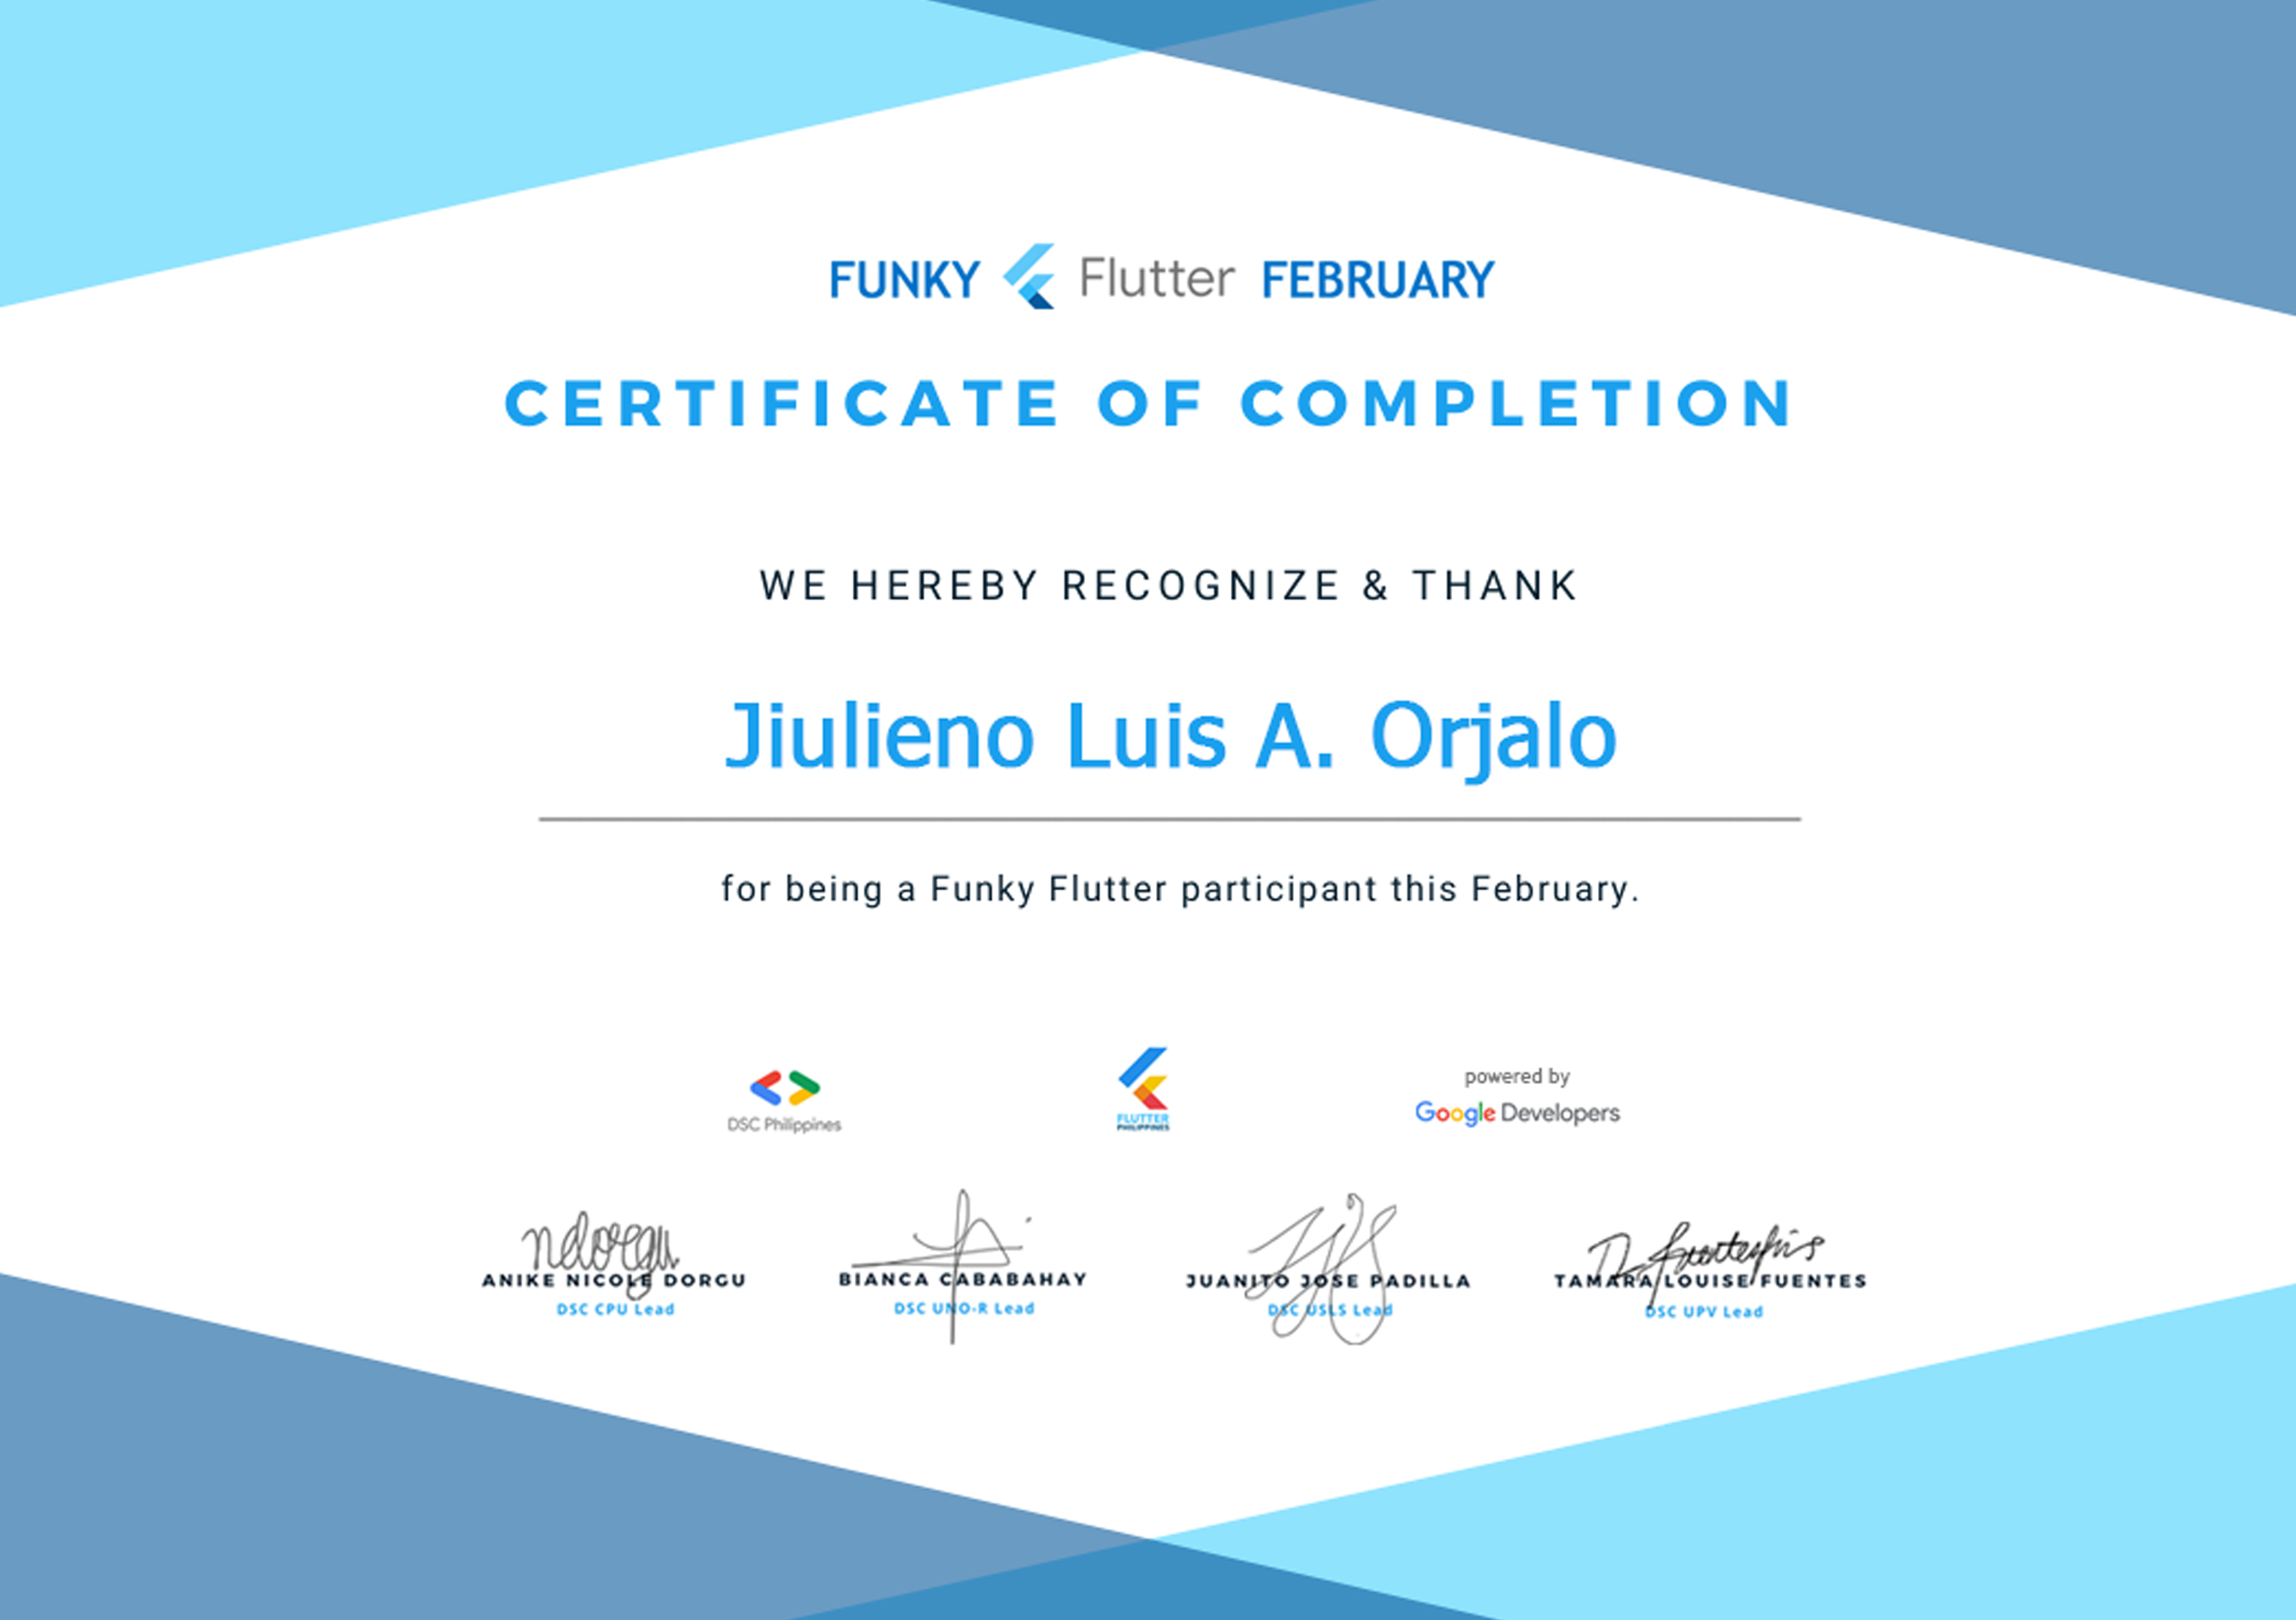 FUNKY Flutter FEBRUARY
CERTIFICATE OF COMPLETION
WE HEREBY RECOGNIZE & THANK
Jiulieno Luis A. Orjalo
for being a Funky Flutter participant this February.
DSC Philippines
FLUTTER
PHILIPPINES
powered by
Google Developers
ndorgu
ANIKE NICOLE DORGU
DSC CPU Lead
BIANCA CABABAHAY
DSC UNO-R Lead
JUANITO JOSE PADILLA
DSC USLS Lead
TAMARA LOUISE FUENTES
DSC UPV Lead